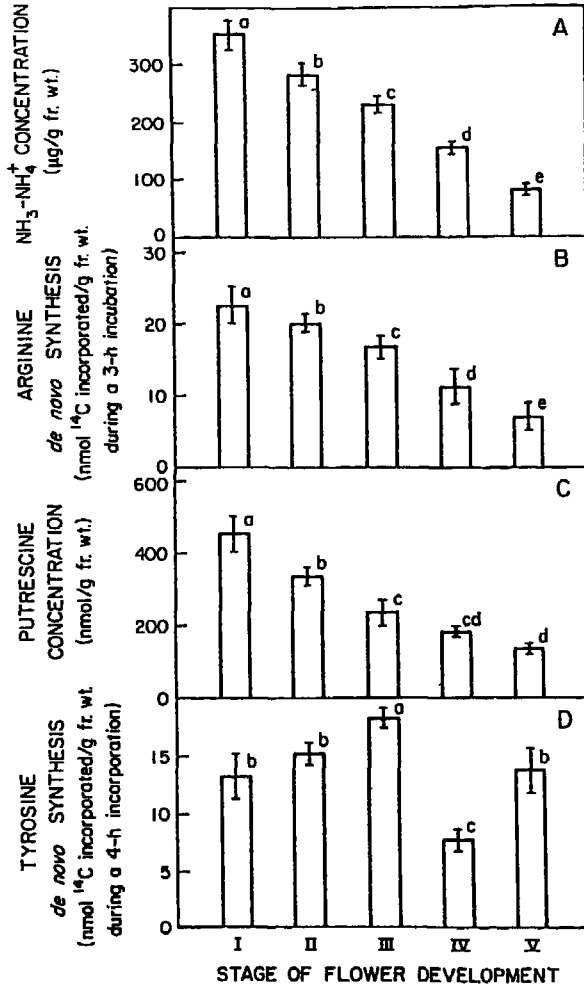 A
NH₃-NH₄⁺ CONCENTRATION
(µg/g fr. wt.)
300
200
100
0
a
b
c
d
e
B
ARGININE
de novo SYNTHESIS
(nmol ¹⁴C incorporated/g fr. wt.
during a 3-h incubation)
30
20
10
0
a
b
c
d
e
C
PUTRESCINE
CONCENTRATION
(nmol/g fr. wt.)
600
400
200
0
a
b
c
cd
d
D
TYROSINE
de novo SYNTHESIS
(nmol ¹⁴C incorporated/g fr. wt.
during a 4-h incorporation)
15
10
5
0
b
b
a
c
b
I II III IV V
STAGE OF FLOWER DEVELOPMENT